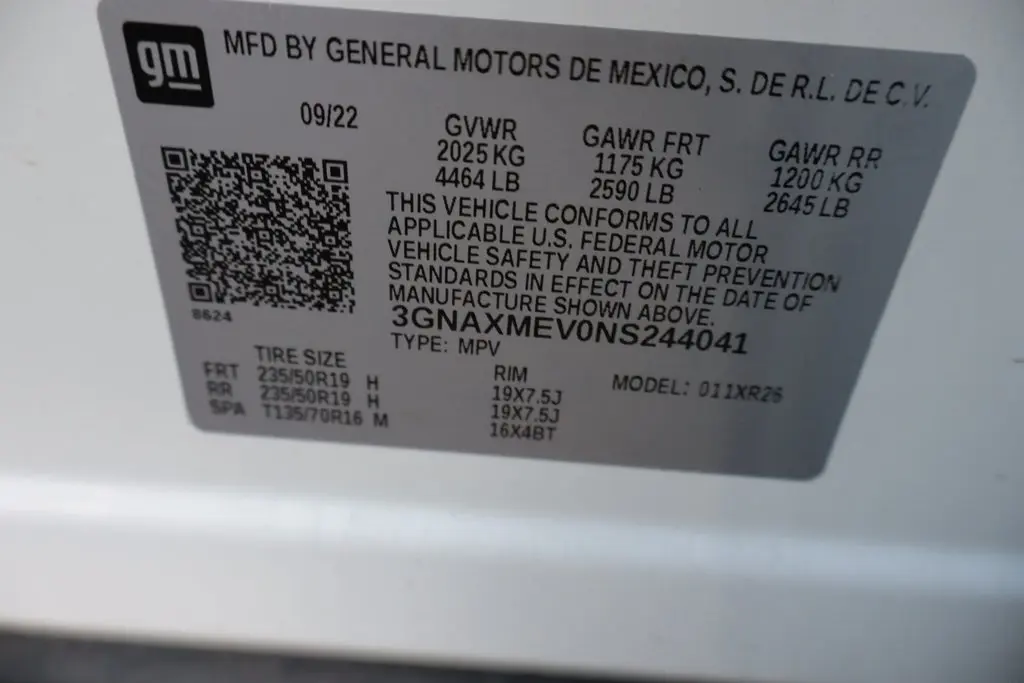 gm MFD BY GENERAL MOTORS DE MEXICO, S. DE R.L. DE C.V.
09/22 GVWR GAWR FRT GAWR RR
2025 KG 1175 KG 1200 KG
4464 LB 2590 LB 2645 LB
THIS VEHICLE CONFORMS TO ALL
APPLICABLE U.S. FEDERAL MOTOR
VEHICLE SAFETY AND THEFT PREVENTION
STANDARDS IN EFFECT ON THE DATE OF
MANUFACTURE SHOWN ABOVE.
8624
3GNAXMEV0NS244041
TYPE: MPV
TIRE SIZE RIM MODEL: 011XR26
FRT 235/50R19 H 19X7.5J
RR 235/50R19 H 19X7.5J
SPA T135/70R16 M 16X4BT